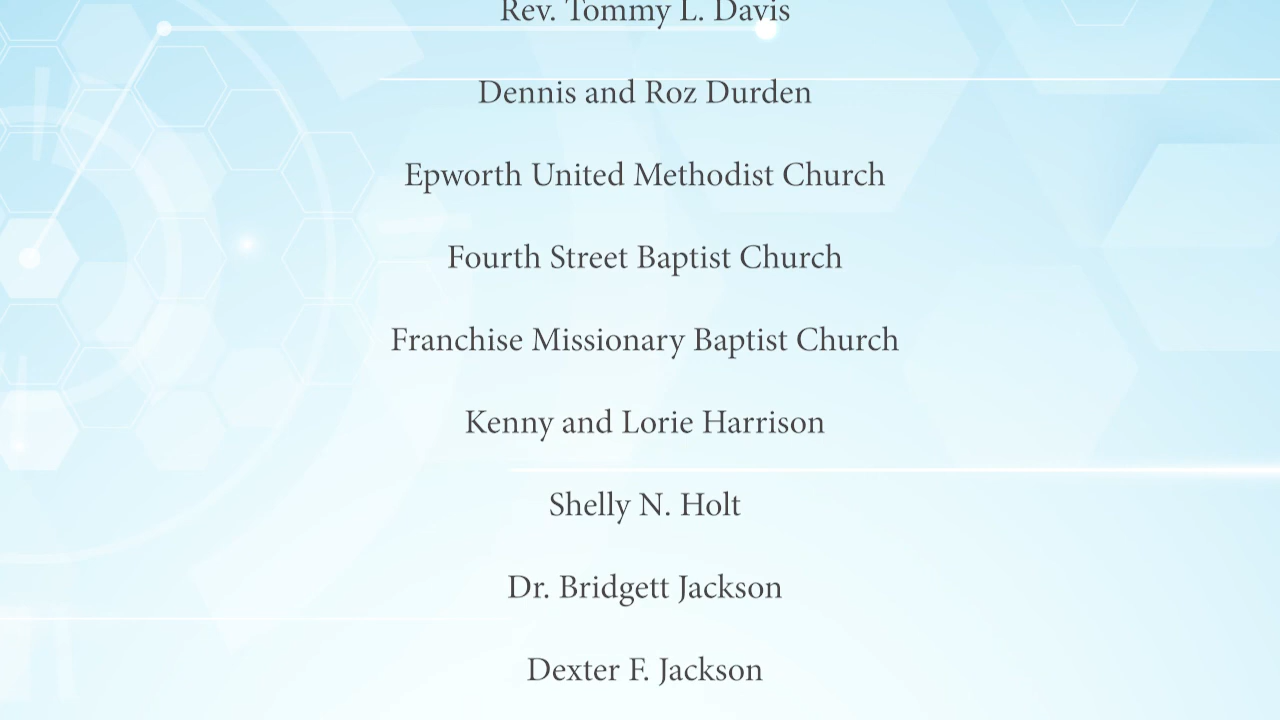 Rev. Tommy L. Davis
Dennis and Roz Durden
Epworth United Methodist Church
Fourth Street Baptist Church
Franchise Missionary Baptist Church
Kenny and Lorie Harrison
Shelly N. Holt
Dr. Bridgett Jackson
Dexter F. Jackson